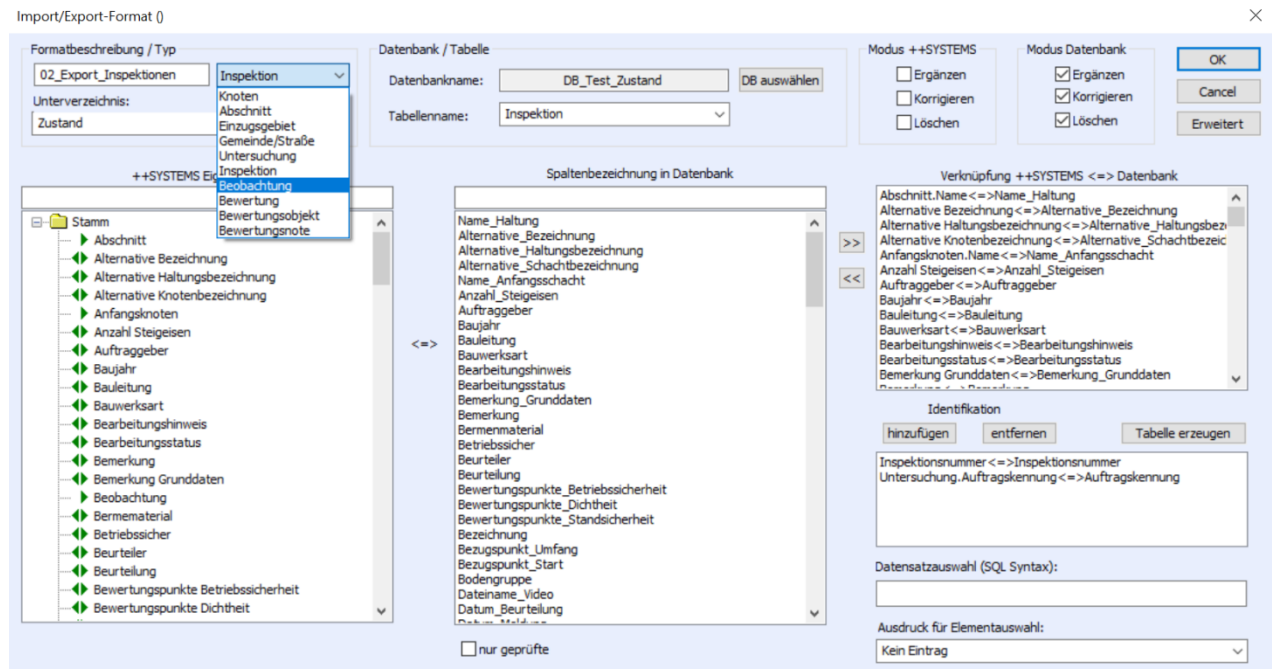 Import/Export-Format ()
Formatbeschreibung / Typ
02_Export_Inspektionen
Inspektion
Unterverzeichnis:
Zustand
Knoten
Abschnitt
Einzugsgebiet
Gemeinde/Straße
Untersuchung
Inspektion
Beobachtung
Bewertung
Bewertungsobjekt
Bewertungsnote
Datenbank / Tabelle
Datenbankname:
DB_Test_Zustand
DB auswählen
Tabellenname:
Inspektion
Modus ++SYSTEMS
Ergänzen
Korrigieren
Löschen
Modus Datenbank
Ergänzen
Korrigieren
Löschen
OK
Cancel
Erweitert
++SYSTEMS
Stamm
Abschnitt
Alternative Bezeichnung
Alternative Haltungsbezeichnung
Alternative Knotenbezeichnung
Anfangsknoten
Anzahl Steigeisen
Auftraggeber
Baujahr
Bauleitung
Bauwerksart
Bearbeitungshinweis
Bearbeitungsstatus
Bemerkung
Bemerkung Grunddaten
Beobachtung
Bermematerial
Betriebssicher
Beurteiler
Beurteilung
Bewertungspunkte Betriebssicherheit
Bewertungspunkte Dichtheit
<=>
Spaltenbezeichnung in Datenbank
Name_Haltung
Alternative_Bezeichnung
Alternative_Haltungsbezeichnung
Alternative_Schachtbezeichnung
Name_Anfangsschacht
Anzahl_Steigeisen
Auftraggeber
Baujahr
Bauleitung
Bauwerksart
Bearbeitungshinweis
Bearbeitungsstatus
Bemerkung_Grunddaten
Bemerkung
Bermenmaterial
Betriebssicher
Beurteiler
Beurteilung
Bewertungspunkte_Betriebssicherheit
Bewertungspunkte_Dichtheit
Bewertungspunkte_Standsicherheit
Bezeichnung
Bezugspunkt_Umfang
Bezugspunkt_Start
Bodengruppe
Dateiname_Video
Datum_Beurteilung
nur geprüfte
>>
<<
Verknüpfung ++SYSTEMS <=> Datenbank
Abschnitt.Name<=>Name_Haltung
Alternative Bezeichnung<=>Alternative_Bezeichnung
Alternative Haltungsbezeichnung<=>Alternative_Haltungsbez
Alternative Knotenbezeichnung<=>Alternative_Schachtbezeic
Anfangsknoten.Name<=>Name_Anfangsschacht
Anzahl Steigeisen<=>Anzahl_Steigeisen
Auftraggeber<=>Auftraggeber
Baujahr<=>Baujahr
Bauleitung<=>Bauleitung
Bauwerksart<=>Bauwerksart
Bearbeitungshinweis<=>Bearbeitungshinweis
Bearbeitungsstatus<=>Bearbeitungsstatus
Bemerkung Grunddaten<=>Bemerkung_Grunddaten
Identifikation
hinzufügen
entfernen
Tabelle erzeugen
Inspektionsnummer<=>Inspektionsnummer
Untersuchung.Auftragskennung<=>Auftragskennung
Datensatzauswahl (SQL Syntax):
Ausdruck für Elementauswahl:
Kein Eintrag